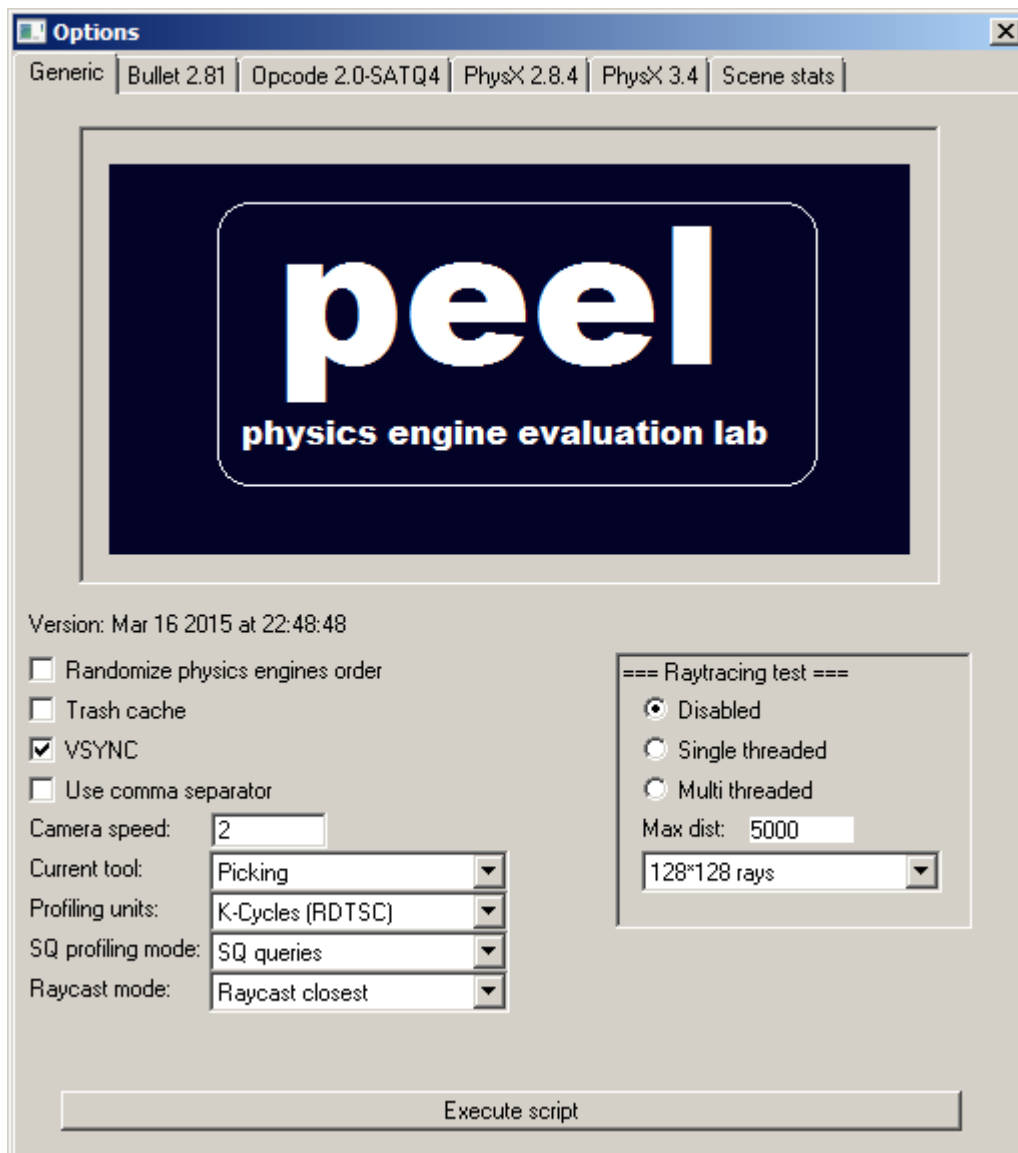 Options
Generic Bullet 2.81 Opcode 2.0-SATQ4 PhysX 2.8.4 PhysX 3.4 Scene stats
peel
physics engine evaluation lab
Version: Mar 16 2015 at 22:48:48
Randomize physics engines order
Trash cache
VSYNC
Use comma separator
Camera speed: 2
Current tool: Picking
Profiling units: K-Cycles (RDTSC)
SQ profiling mode: SQ queries
Raycast mode: Raycast closest
=== Raytracing test ===
Disabled
Single threaded
Multi threaded
Max dist: 5000
128*128 rays
Execute script